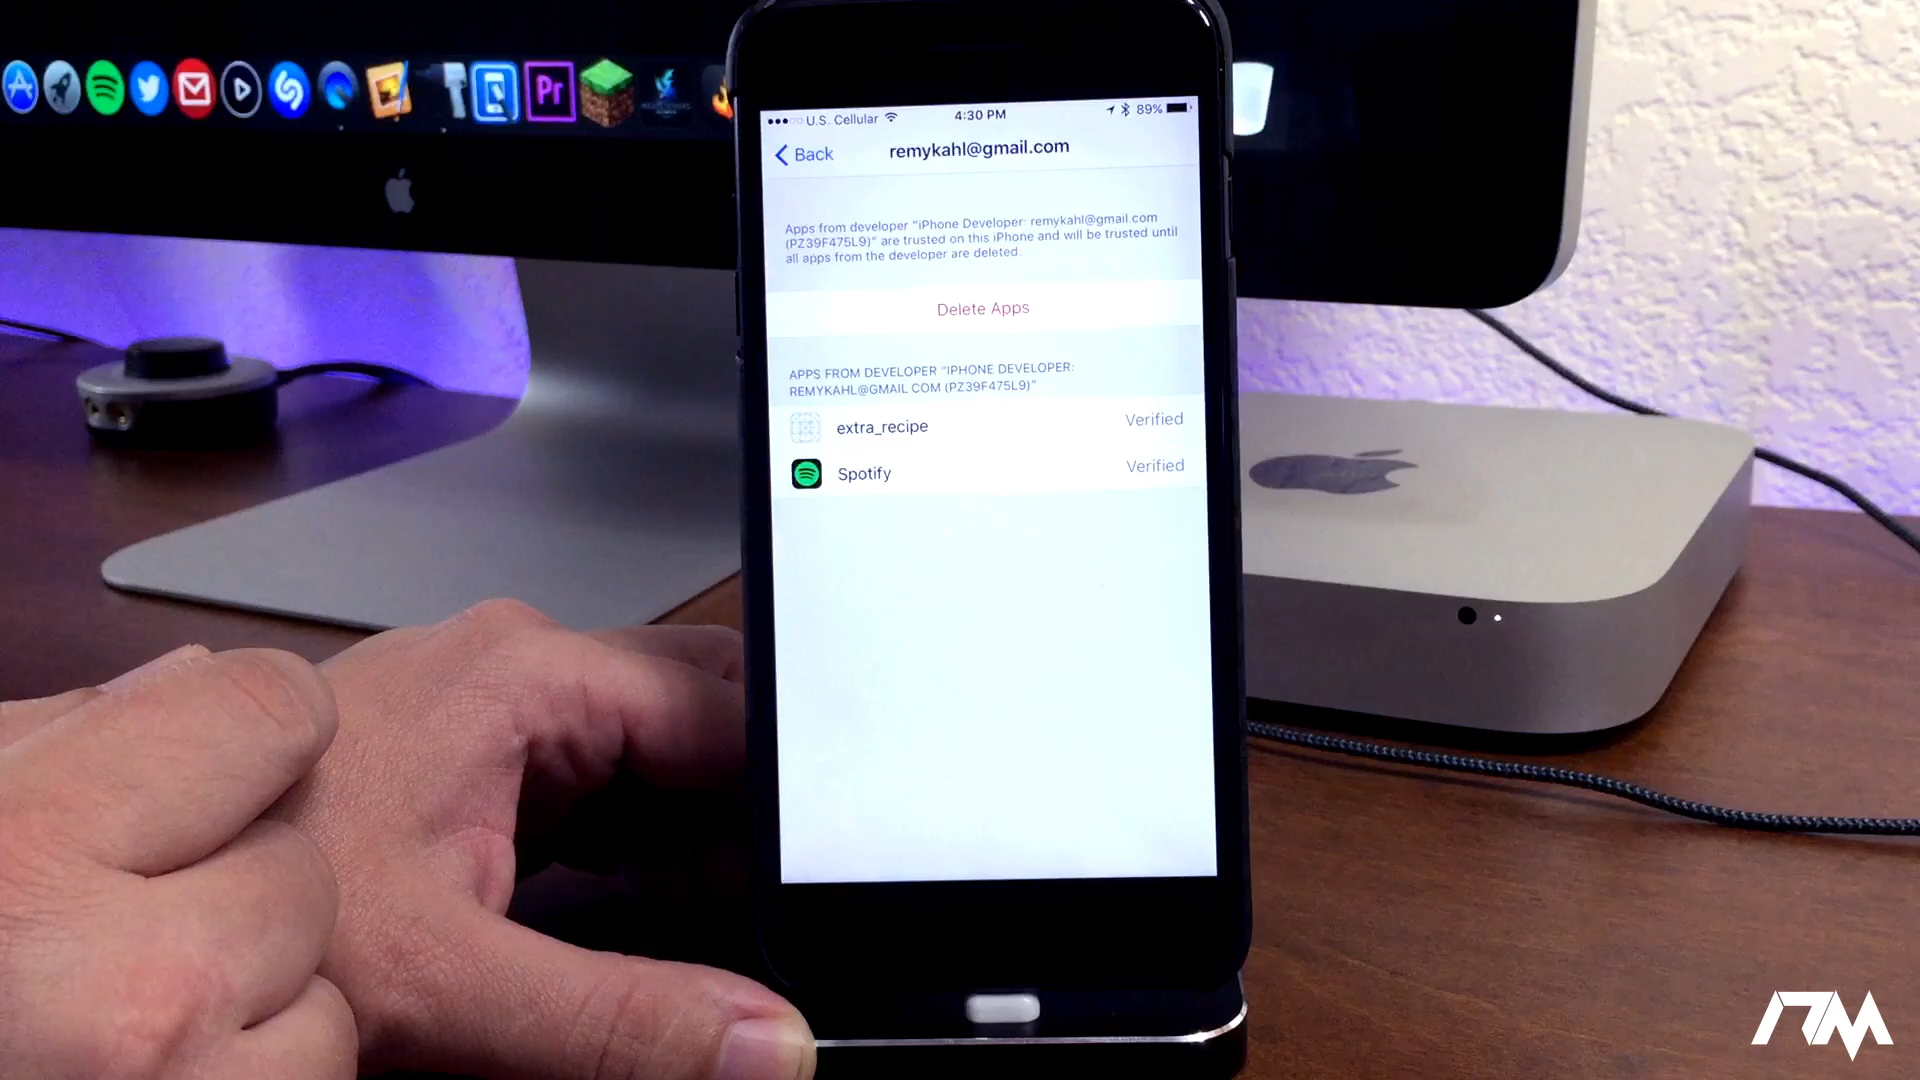 Pr
U.S. Cellular
4:30 PM
89%
Back
remykahl@gmail.com
Apps from developer "iPhone Developer: remykahl@gmail.com
(PZ39F475L9)" are trusted on this iPhone and will be trusted until
all apps from the developer are deleted.
Delete Apps
APPS FROM DEVELOPER "IPHONE DEVELOPER:
REMYKAHL@GMAIL.COM (PZ39F475L9)"
extra_recipe
Verified
Spotify
Verified